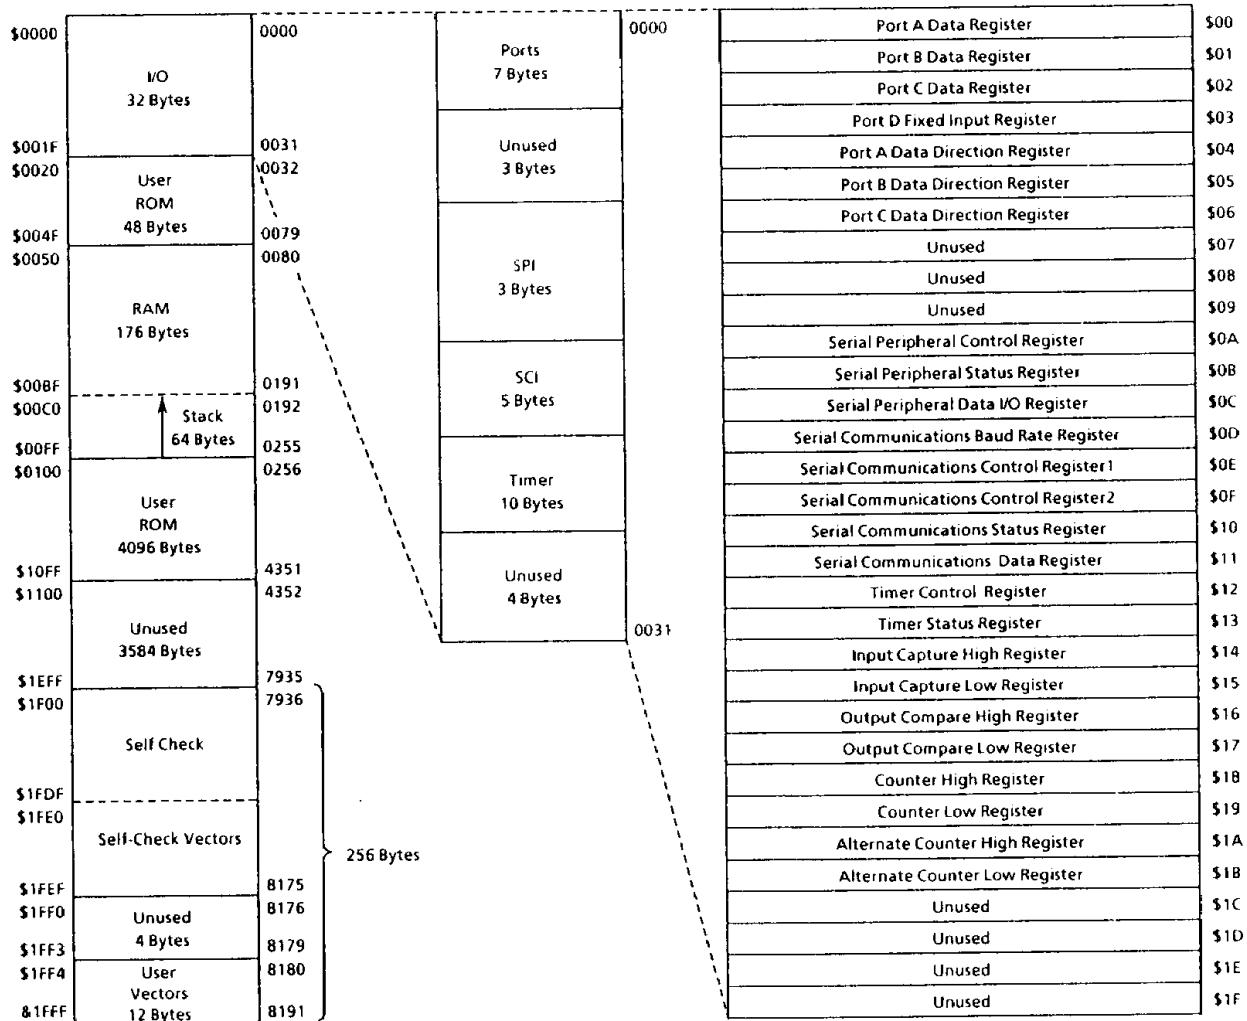 $0000
0000
I/O
32 Bytes
$001F
0031
$0020
0032
User
ROM
48 Bytes
$004F
0079
$0050
0080
RAM
176 Bytes
$00BF
0191
$00C0
0192
Stack
64 Bytes
$00FF
0255
$0100
0256
User
ROM
4096 Bytes
$10FF
4351
$1100
4352
Unused
3584 Bytes
$1EFF
7935
$1F00
7936
Self Check
$1FDF
$1FE0
Self-Check Vectors
256 Bytes
$1FEF
8175
$1FF0
8176
Unused
4 Bytes
$1FF3
8179
$1FF4
8180
User
Vectors
12 Bytes
&1FFF
8191
0000
Ports
7 Bytes
Unused
3 Bytes
SPI
3 Bytes
SCI
5 Bytes
Timer
10 Bytes
Unused
4 Bytes
0031
Port A Data Register $00
Port B Data Register $01
Port C Data Register $02
Port D Fixed Input Register $03
Port A Data Direction Register $04
Port B Data Direction Register $05
Port C Data Direction Register $06
Unused $07
Unused $08
Unused $09
Serial Peripheral Control Register $0A
Serial Peripheral Status Register $0B
Serial Peripheral Data I/O Register $0C
Serial Communications Baud Rate Register $0D
Serial Communications Control Register1 $0E
Serial Communications Control Register2 $0F
Serial Communications Status Register $10
Serial Communications Data Register $11
Timer Control Register $12
Timer Status Register $13
Input Capture High Register $14
Input Capture Low Register $15
Output Compare High Register $16
Output Compare Low Register $17
Counter High Register $18
Counter Low Register $19
Alternate Counter High Register $1A
Alternate Counter Low Register $1B
Unused $1C
Unused $1D
Unused $1E
Unused $1F